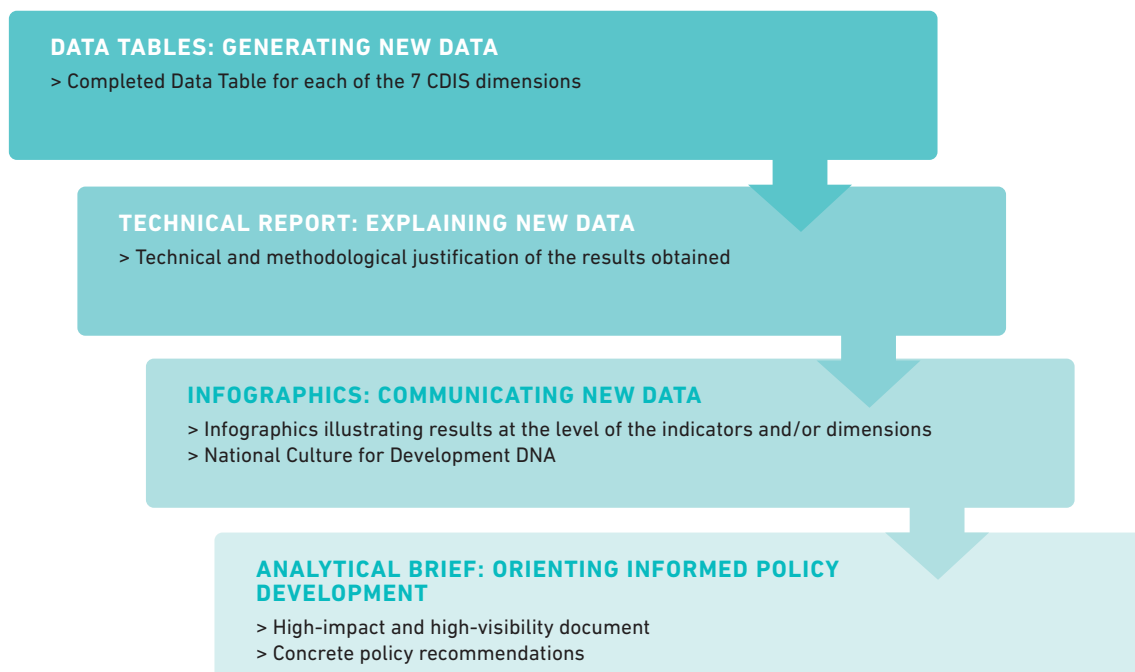 DATA TABLES: GENERATING NEW DATA
> Completed Data Table for each of the 7 CDIS dimensions
TECHNICAL REPORT: EXPLAINING NEW DATA
> Technical and methodological justification of the results obtained
INFOGRAPHICS: COMMUNICATING NEW DATA
> Infographics illustrating results at the level of the indicators and/or dimensions
> National Culture for Development DNA
ANALYTICAL BRIEF: ORIENTING INFORMED POLICY
DEVELOPMENT
> High-impact and high-visibility document
> Concrete policy recommendations